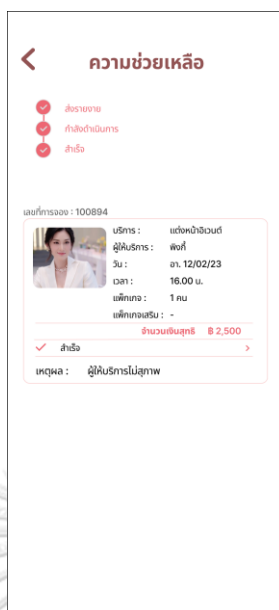 ความช่วยเหลือ
ส่งรายงาน
กำลังดำเนินการ
สำเร็จ
เลขที่การจอง : 100894
บริการ : แต่งหน้าอีเวนต์
ผู้ให้บริการ : พิงกี้
วัน : อา. 12/02/23
เวลา : 16.00 น.
แพ็กเกจ : 1 คน
แพ็กเกจเสริม : -
จำนวนเงินสุทธิ ฿ 2,500
สำเร็จ
เหตุผล : ผู้ให้บริการไม่สุภาพ